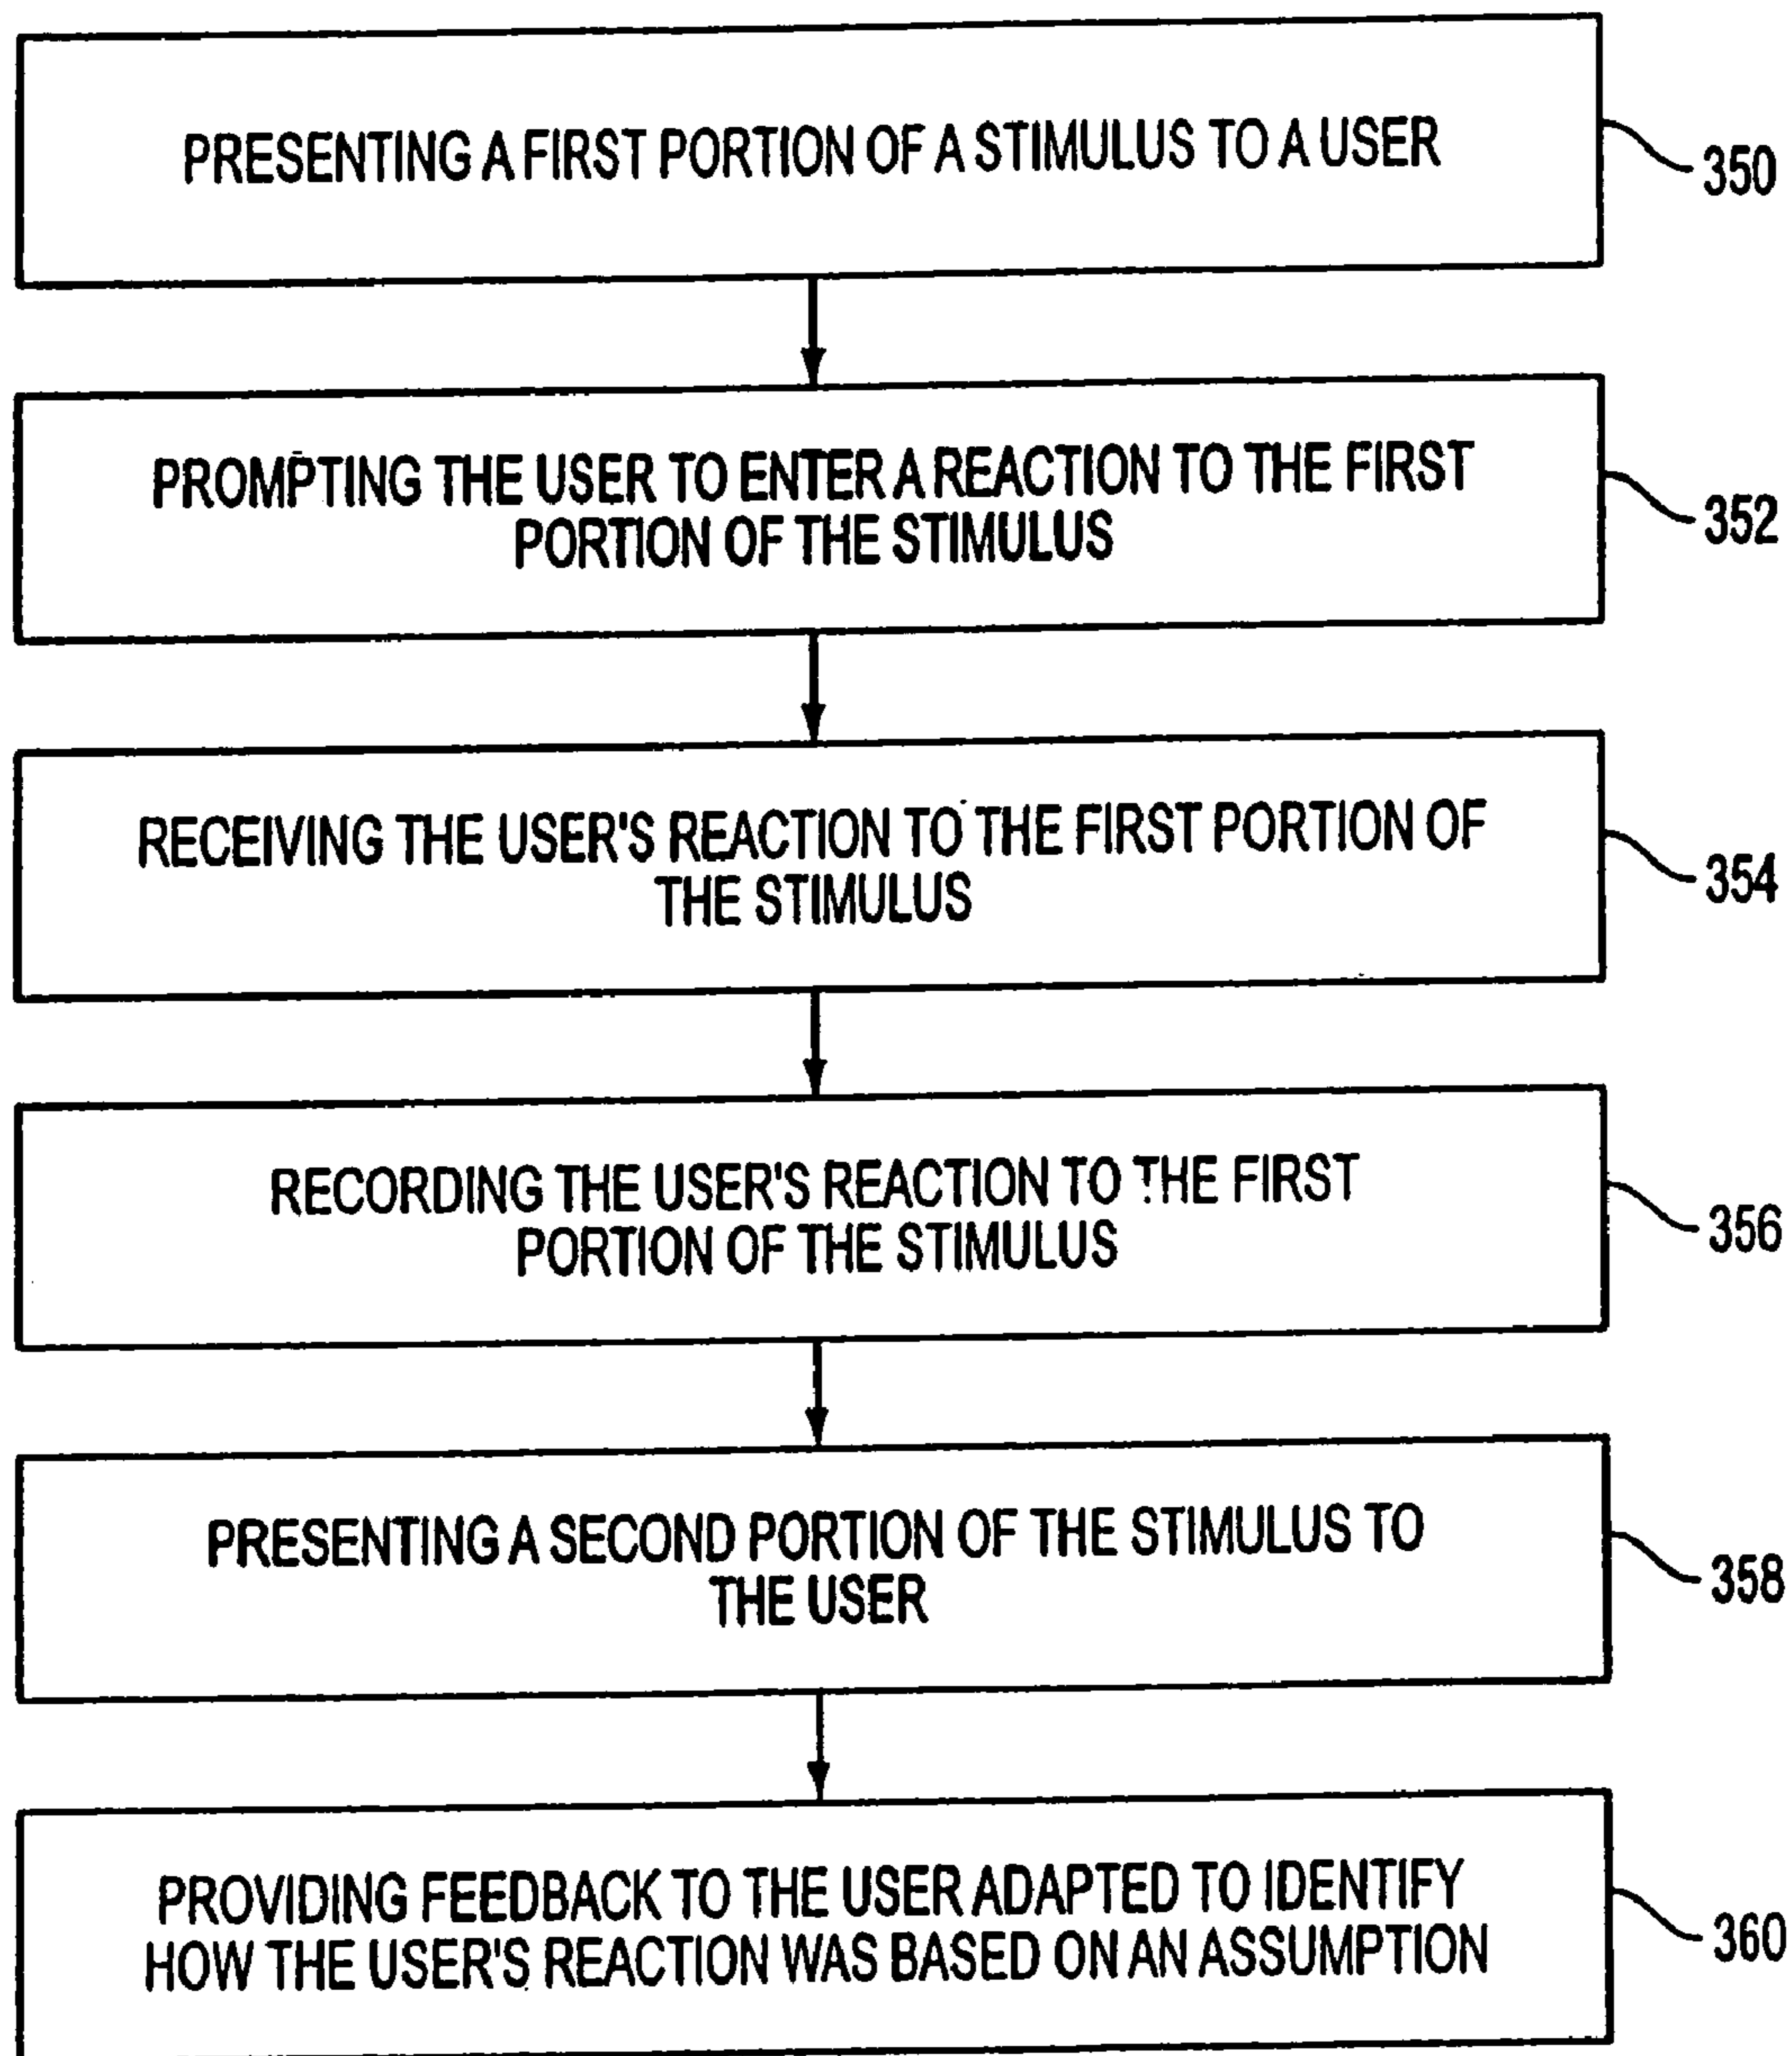 PRESENTING A FIRST PORTION OF A STIMULUS TO A USER
350
PROMPTING THE USER TO ENTER A REACTION TO THE FIRST
PORTION OF THE STIMULUS
352
RECEIVING THE USER'S REACTION TO THE FIRST PORTION OF
THE STIMULUS
354
RECORDING THE USER'S REACTION TO THE FIRST
PORTION OF THE STIMULUS
356
PRESENTING A SECOND PORTION OF THE STIMULUS TO
THE USER
358
PROVIDING FEEDBACK TO THE USER ADAPTED TO IDENTIFY
HOW THE USER'S REACTION WAS BASED ON AN ASSUMPTION
360